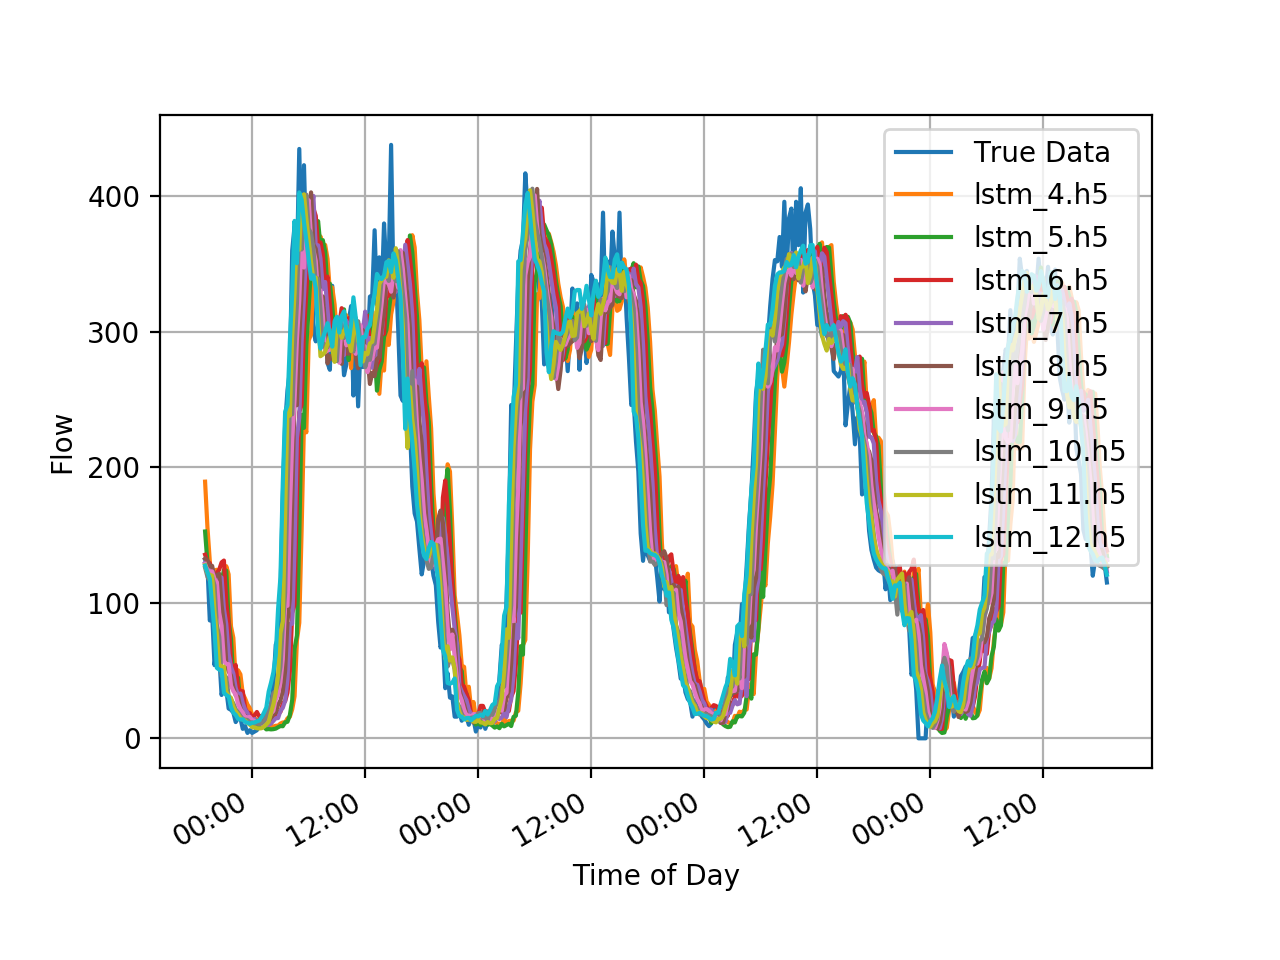 True Data
lstm_4.h5
lstm_5.h5
lstm_6.h5
lstm_7.h5
lstm_8.h5
lstm_9.h5
lstm_10.h5
lstm_11.h5
lstm_12.h5
400
300
200
100
0
Flow
00:00 12:00 00:00 12:00 00:00 12:00 00:00 12:00
Time of Day